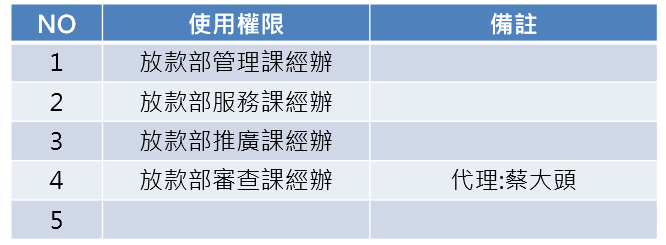 NO 使用權限 備註
1 放款部管理課經辦
2 放款部服務課經辦
3 放款部推廣課經辦
4 放款部審查課經辦 代理:蔡大頭
5